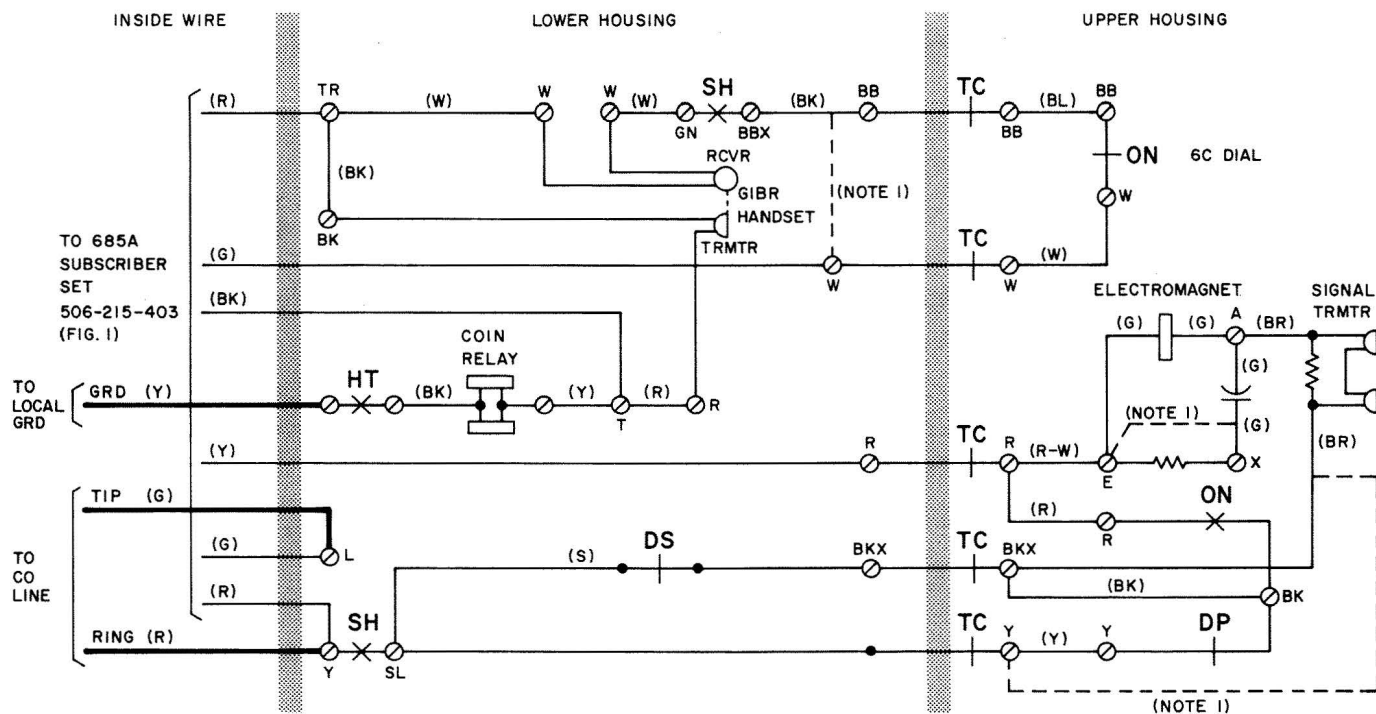 INSIDE WIRE LOWER HOUSING UPPER HOUSING
TR W W SH BB TC BB
(R) (W) (W) (BK) (BL)
GN BBX BB
RCVR ON 6C DIAL
(BK) GIBR (NOTE 1) W
HANDSET
BK TRMTR
TO 685A
SUBSCRIBER
SET
506-215-403
(FIG. 1)
(G) TC (W)
W W
(BK) ELECTROMAGNET SIGNAL
TRMTR
A
(G) (G) (BR)
COIN
RELAY
(G)
TO
LOCAL
GRD
GRD (Y) HT (BK) (Y) (R) R
T
(NOTE 1) (G)
(BR)
(Y) R TC R (R-W)
E X
TIP (G) ON
(R)
R
TO
CO
LINE
(G) L (S) DS BKX TC BKX
(BK) BK
(R)
RING (R) SH TC Y (Y) Y DP
Y SL
(NOTE 1)